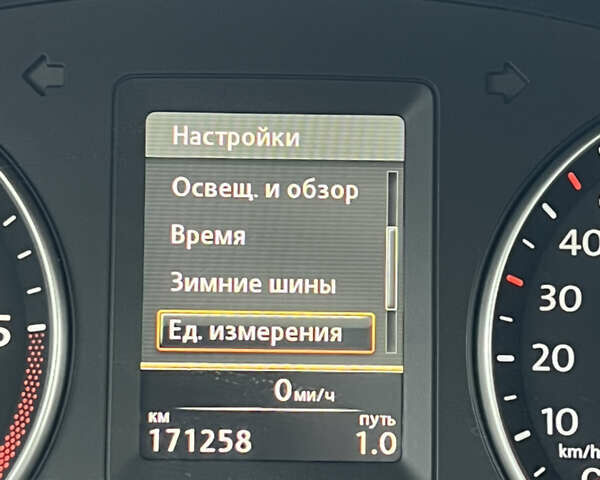 Настройки
Освещ. и обзор
Время
Зимние шины
Ед. измерения
0 ми/ч
км путь
171258 1.0
5
40
30
20
10
km/h